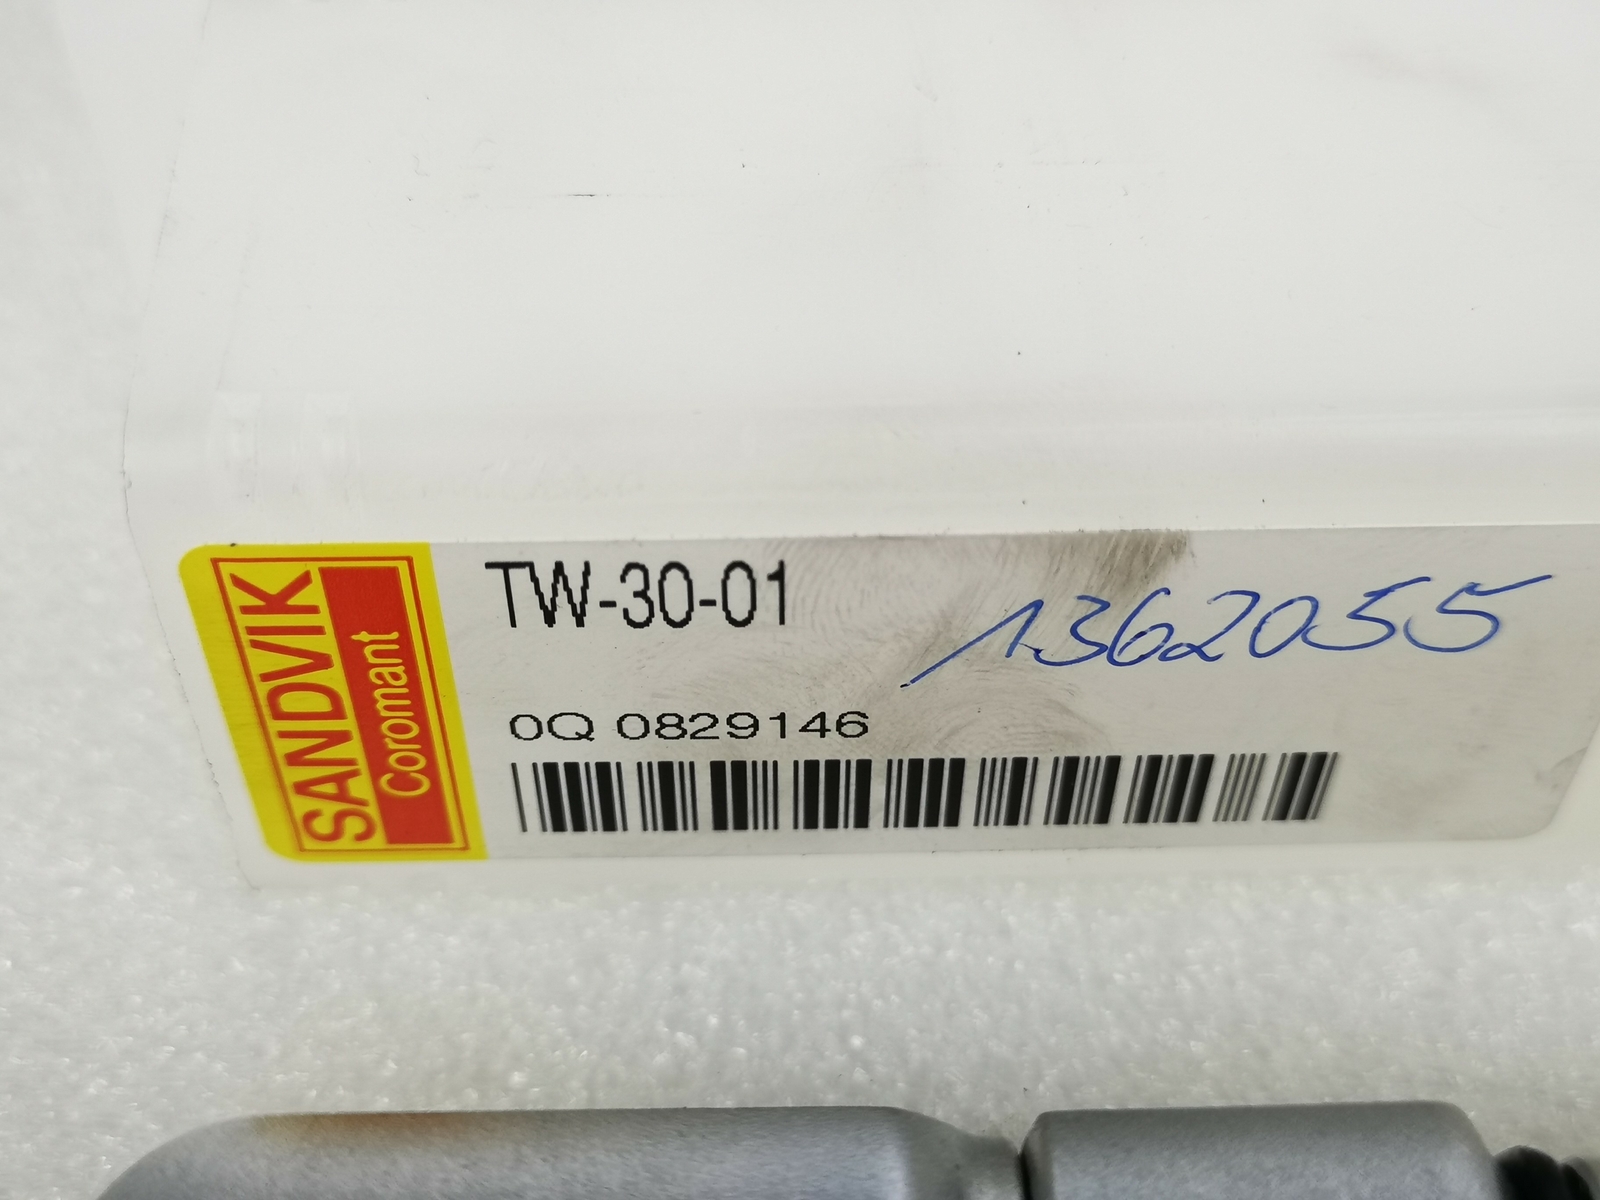 SANDVIK
Coromant
TW-30-01
1362055
0Q 0829146